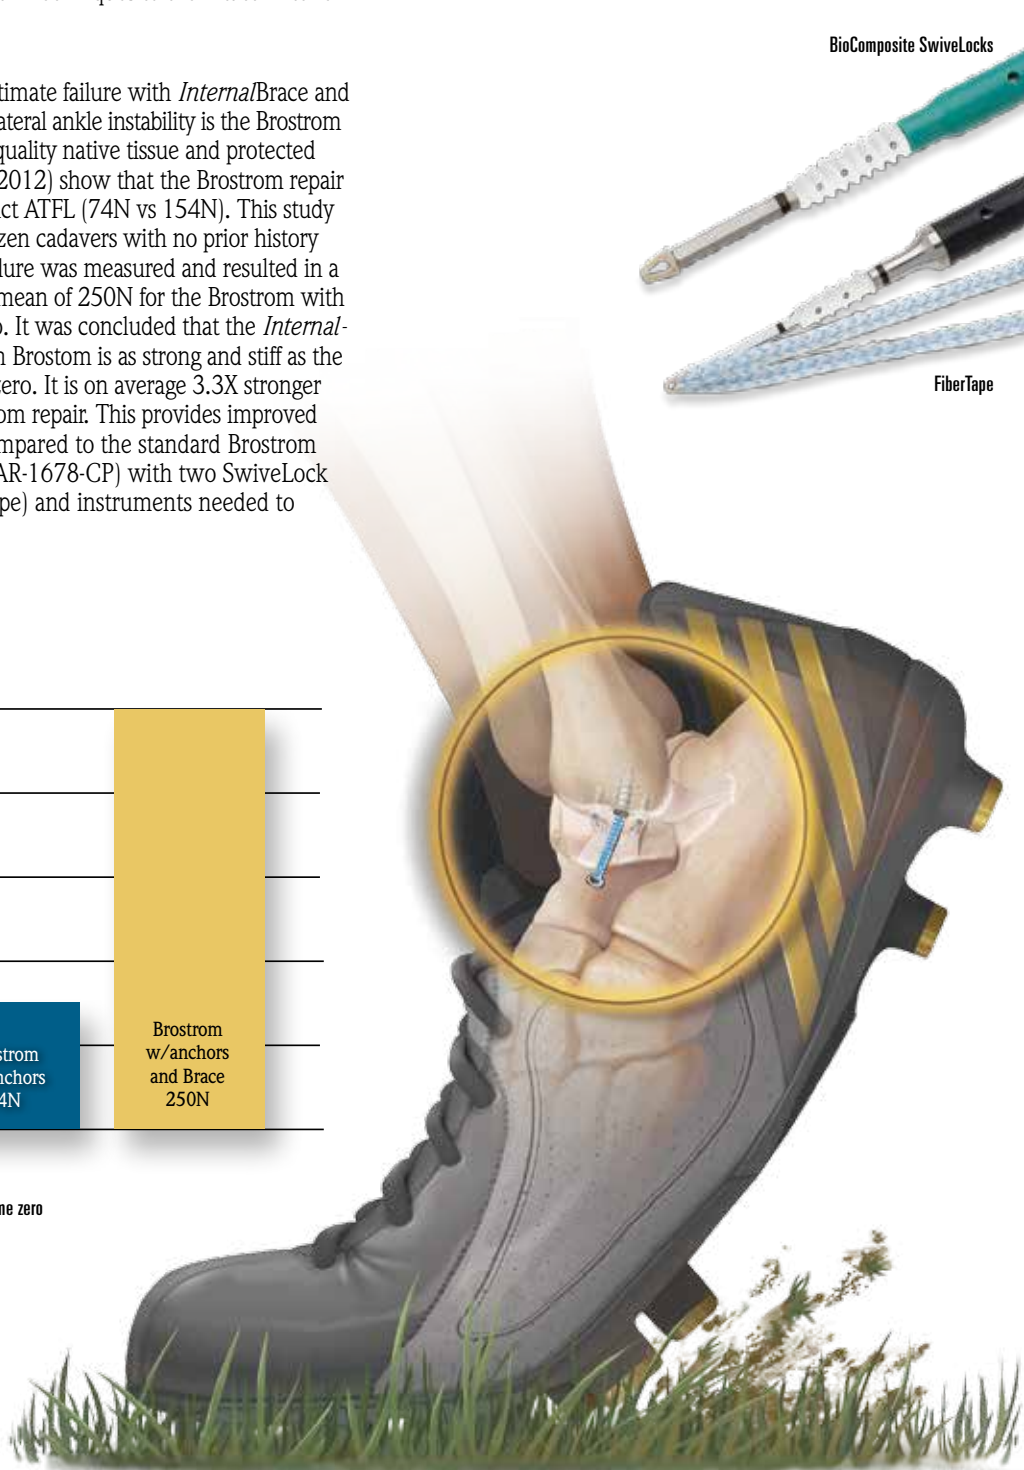 BioComposite SwiveLocks
timate failure with InternalBrace and
ateral ankle instability is the Brostrom
quality native tissue and protected
2012) show that the Brostrom repair
ct ATFL (74N vs 154N). This study
zen cadavers with no prior history
lure was measured and resulted in a
mean of 250N for the Brostrom with
o. It was concluded that the Internal-
n Brostom is as strong and stiff as the
zero. It is on average 3.3X stronger
om repair. This provides improved
mpared to the standard Brostrom
AR-1678-CP) with two SwiveLock
pe) and instruments needed to
FiberTape
strom
nchors
4N
Brostrom
w/anchors
and Brace
250N
me zero